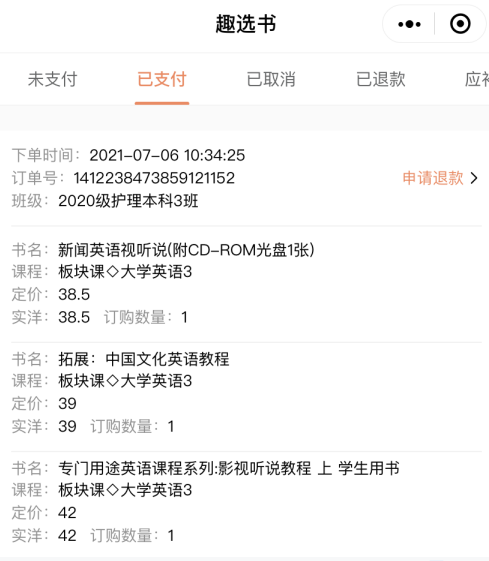 趣选书
未支付 已支付 已取消 已退款
下单时间：2021-07-06 10:34:25
订单号：1412238473859121152 申请退款
班级：2020级护理本科3班
书名：新闻英语视听说(附CD-ROM光盘1张)
课程：板块课◇大学英语3
定价：38.5
实洋：38.5 订购数量：1
书名：拓展：中国文化英语教程
课程：板块课◇大学英语3
定价：39
实洋：39 订购数量：1
书名：专门用途英语课程系列:影视听说教程 上 学生用书
课程：板块课◇大学英语3
定价：42
实洋：42 订购数量：1